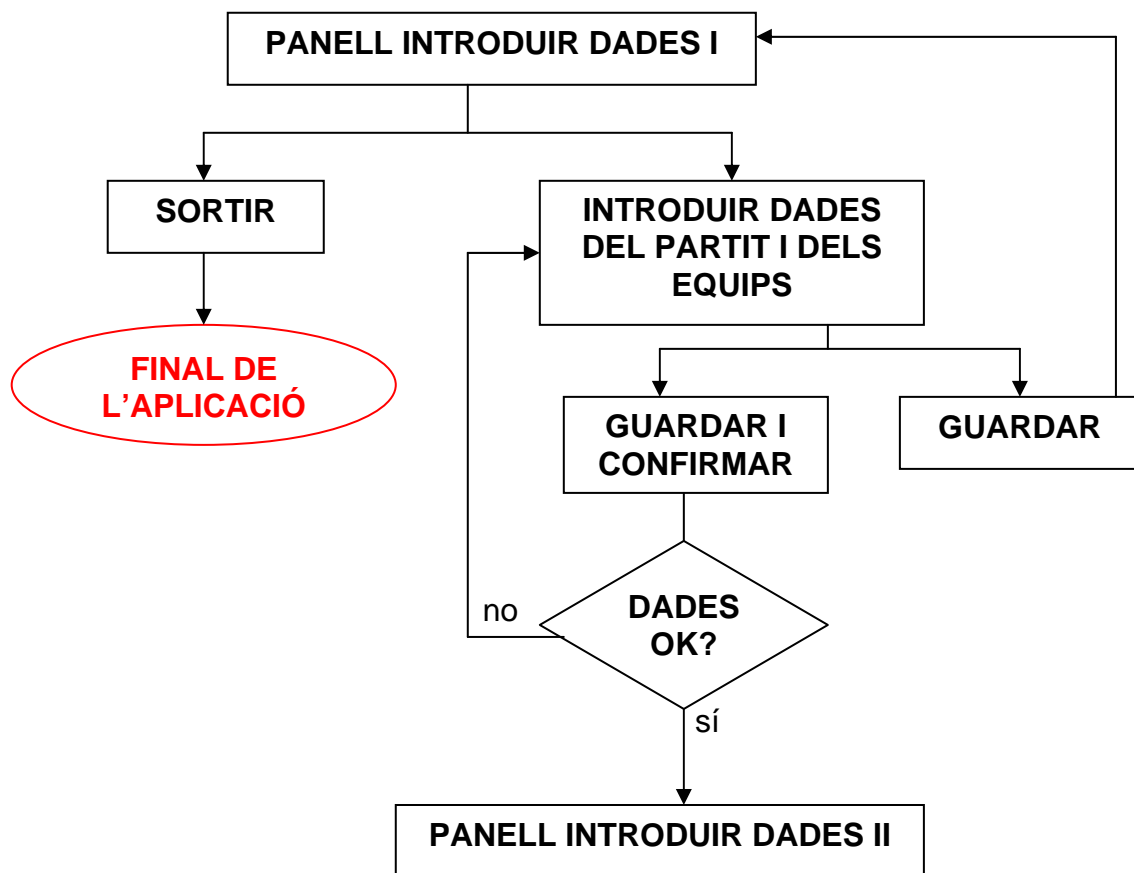 PANELL INTRODUIR DADES I
SORTIR
INTRODUIR DADES
DEL PARTIT I DELS
EQUIPS
FINAL DE
L’APLICACIÓ
GUARDAR I
CONFIRMAR
GUARDAR
no
DADES
OK?
sí
PANELL INTRODUIR DADES II